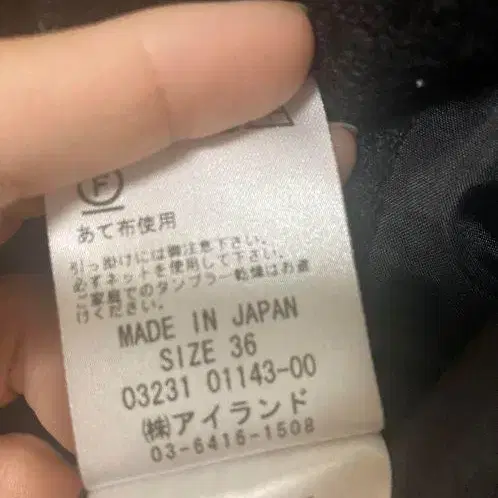 F
あて布使用
引っ掛けには御注意下さい。
必ずネットを使用して下さい。
ご家庭でのタンブラー乾燥はお避
けください。
MADE IN JAPAN
SIZE 36
03231 01143-00
㈱アイランド
03-6416-1508